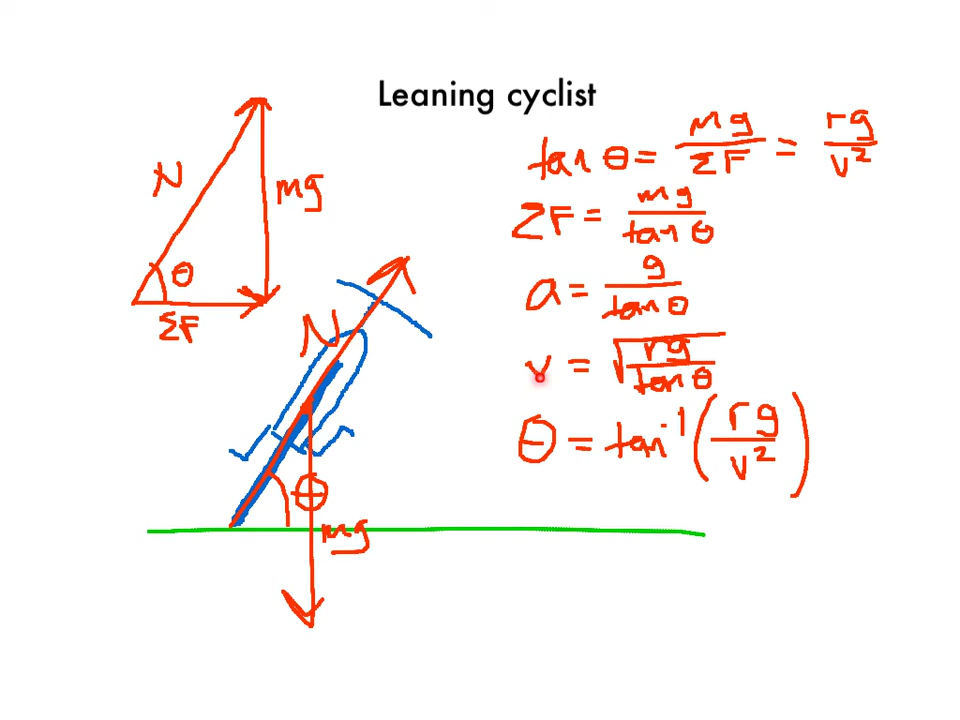 Leaning cyclist
N
mg
θ
ΣF
N
θ
mg
tan θ = mg/ΣF = rg/v²
ΣF = mg/tan θ
a = g/tan θ
v = √(rg/tan θ)
θ = tan⁻¹(rg/v²)